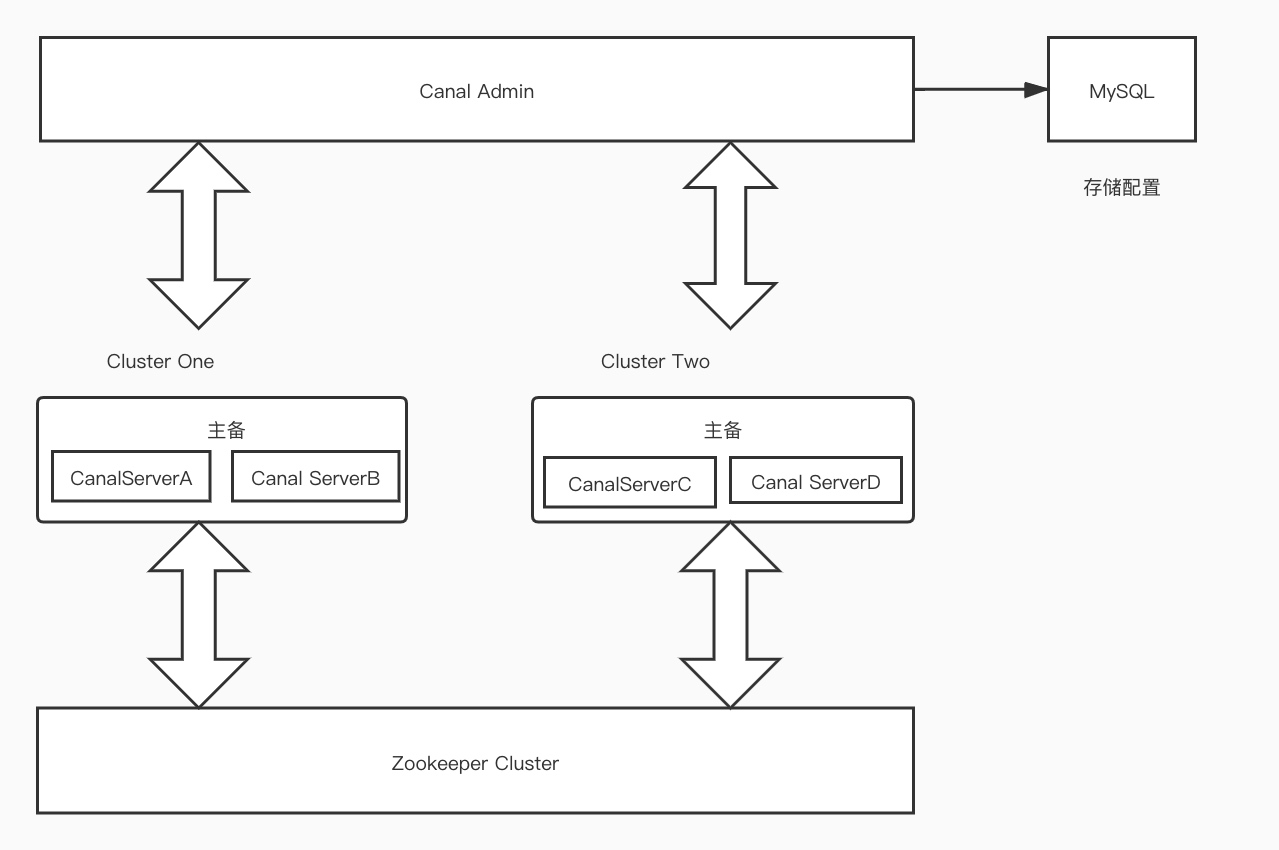 Canal Admin
MySQL
存储配置
Cluster One
Cluster Two
主备
主备
CanalServerA
Canal ServerB
CanalServerC
Canal ServerD
Zookeeper Cluster